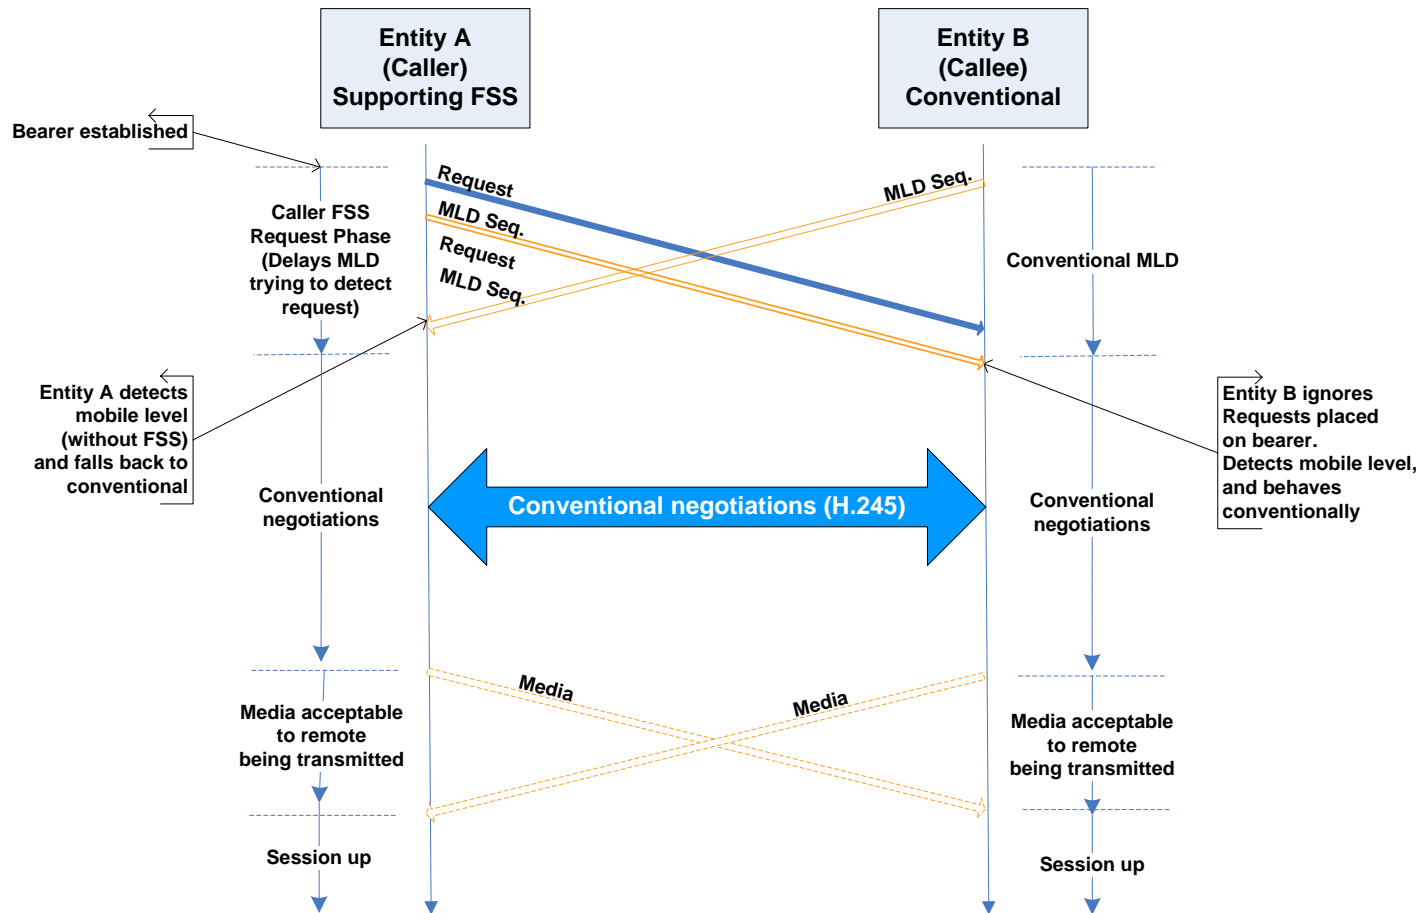 Entity A
(Caller)
Supporting FSS
Entity B
(Callee)
Conventional
Bearer established
Caller FSS
Request Phase
(Delays MLD
trying to detect
request)
Request
MLD Seq.
Request
MLD Seq.
MLD Seq.
Conventional MLD
Entity A detects
mobile level
(without FSS)
and falls back to
conventional
Entity B ignores
Requests placed
on bearer.
Detects mobile level,
and behaves
conventionally
Conventional
negotiations
Conventional negotiations (H.245)
Conventional
negotiations
Media
Media
Media acceptable
to remote
being transmitted
Media acceptable
to remote
being transmitted
Session up
Session up